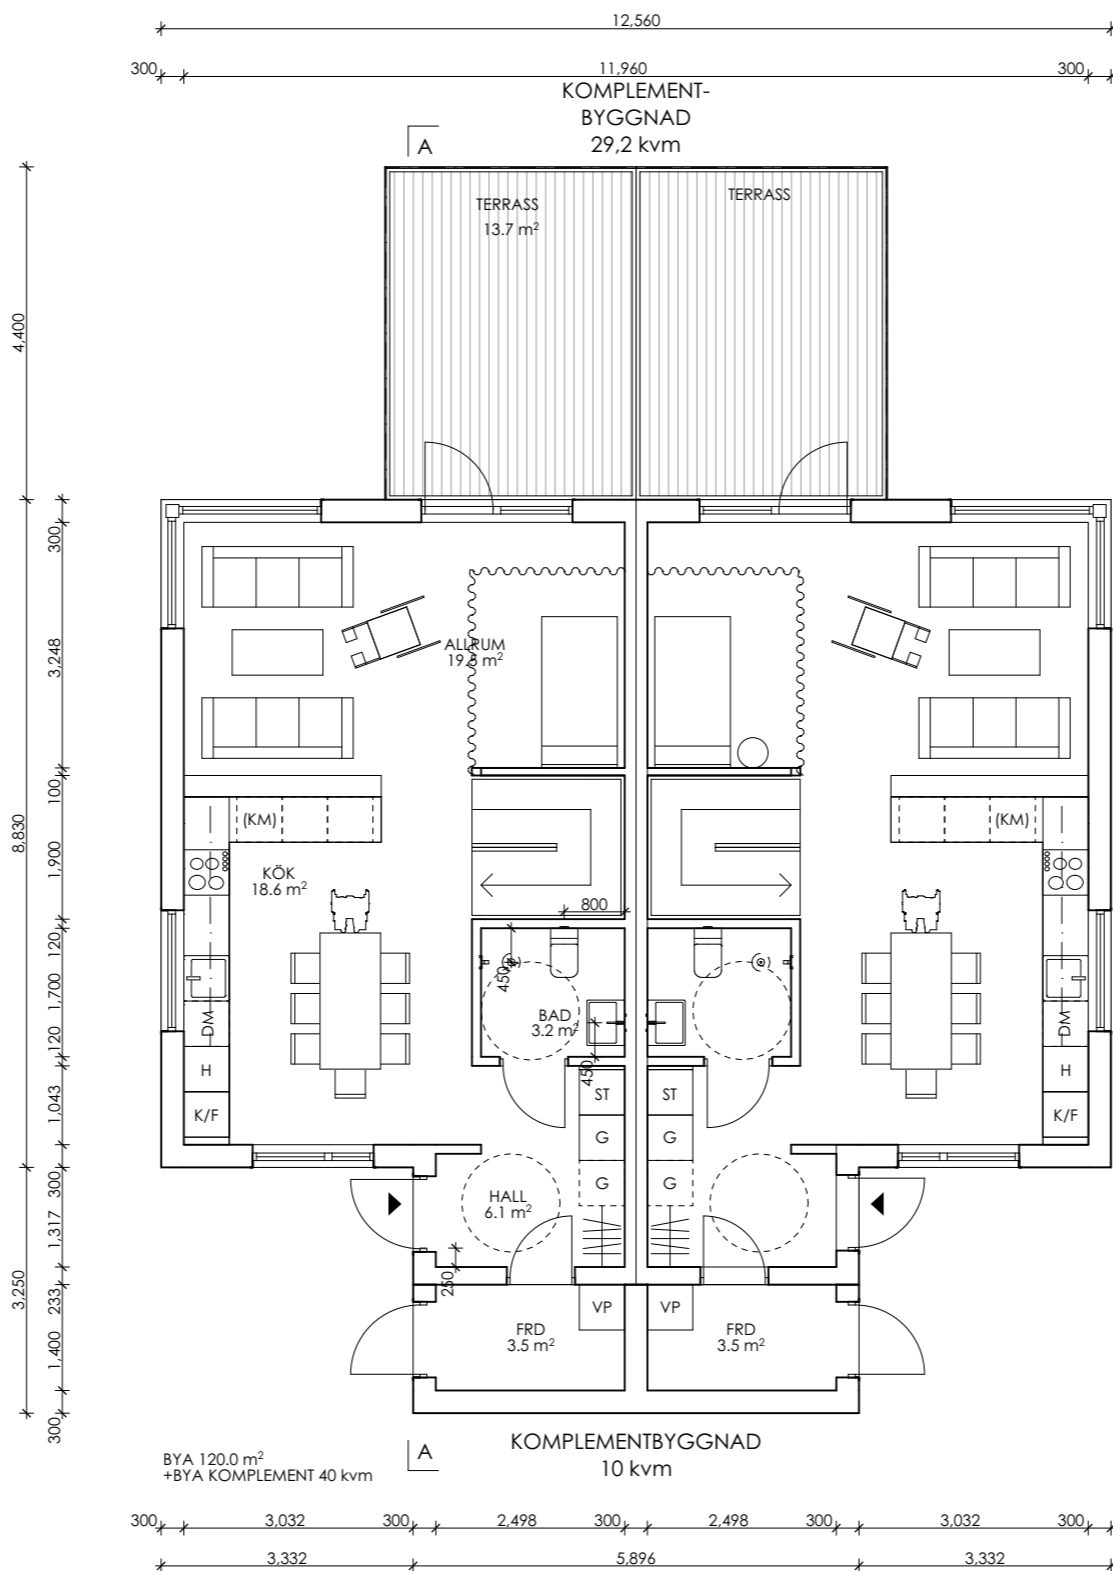 12,560
300
11,960
300
KOMPLEMENT-
BYGGNAD
29,2 kvm
A
TERRASS
13.7 m²
TERRASS
4,400
300
3,248
ALLRUM
19.5 m²
100
(KM)
(KM)
8,830
1,900
KÖK
18.6 m²
800
120
450
1,700
DM
BAD
3.2 m²
DM
120
450
H
ST
ST
H
1,043
K/F
G
G
K/F
300
G
G
HALL
6.1 m²
1,317
250
3,250
233
VP
VP
FRD
3.5 m²
FRD
3.5 m²
1,400
300
A
KOMPLEMENTBYGGNAD
10 kvm
BYA 120.0 m²
+BYA KOMPLEMENT 40 kvm
300
3,032
300
2,498
300
2,498
300
3,032
300
3,332
5,896
3,332